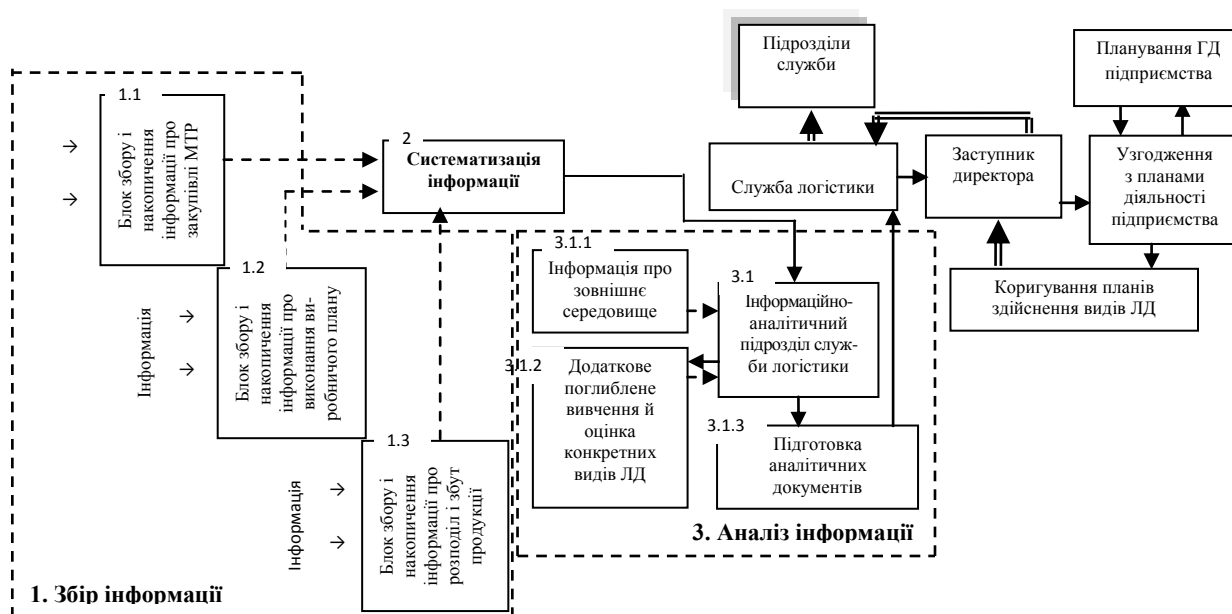 1.1
Блок збору і
накопичення
інформації про
закупівлі МТР
1.2
Блок збору і
накопичення
інформації про
виконання ви-
робничого плану
Інформація
1.3
Блок збору і
накопичення
інформації про
розподіл і збут
продукції
Інформація
1. Збір інформації
2
Систематизація
інформації
Підрозділи
служби
Служба логістики
Заступник
директора
Планування ГД
підприємства
Узгодження
з планами
діяльності
підприємства
Коригування планів
здійснення видів ЛД
3.1.1
Інформація про
зовнішнє
середовище
3.1
Інформаційно-
аналітичний
підрозділ служ-
би логістики
3.1.2
Додаткове
поглиблене
вивчення й
оцінка
конкретних
видів ЛД
3.1.3
Підготовка
аналітичних
документів
3. Аналіз інформації